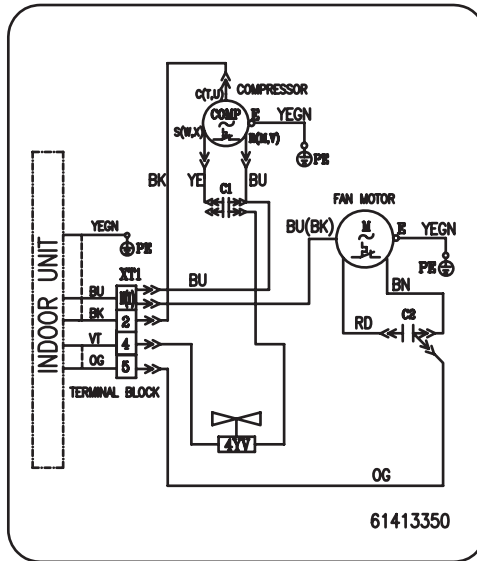 C(T,U)
COMPRESSOR
COMP
E
YEGN
S(W,X)
R(M,V)
PE
BK
YE
C1
BU
FAN MOTOR
BU(BK)
M
E
YEGN
YEGN
PE
PE
INDOOR UNIT
XT1
BU
BU
BN
N(1)
BK
2
RD
C2
VT
4
OG
5
TERMINAL BLOCK
4YV
OG
61413350